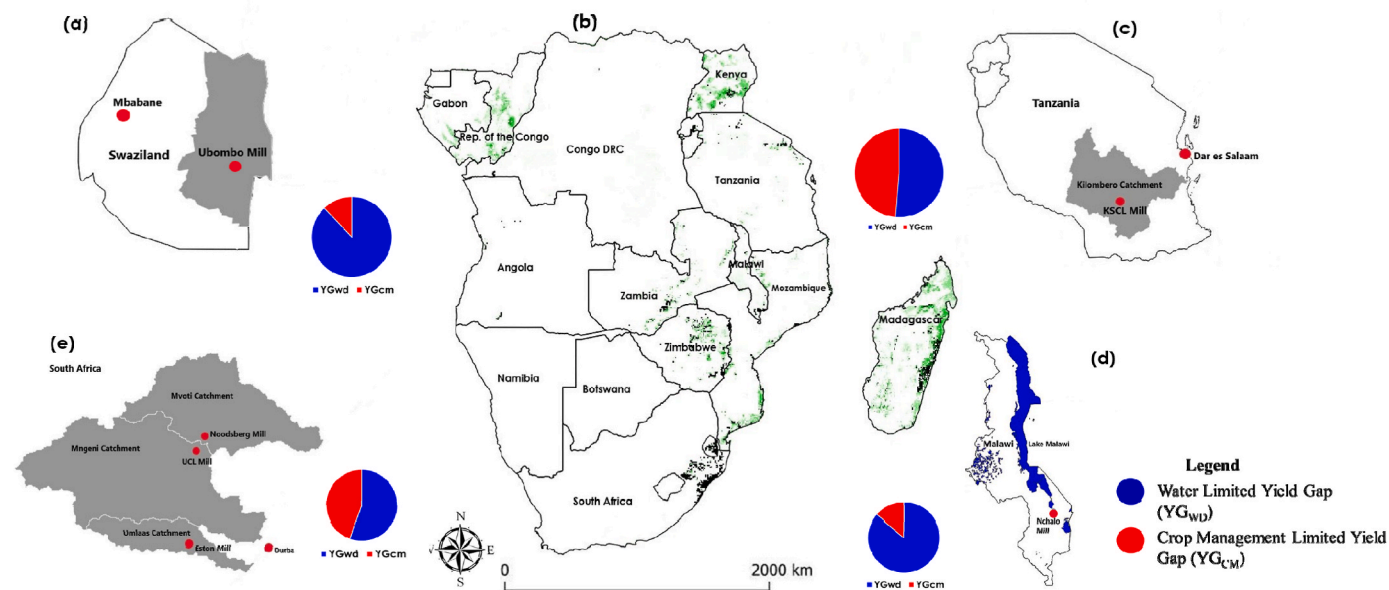 (a)
Mbabane
Swaziland
Ubombo Mill
YGwd YGcm
(b)
Gabon
Rep. of the Congo
Congo DRC
Kenya
Tanzania
Angola
Zambia
Malawi
Mozambique
Zimbabwe
Namibia
Botswana
South Africa
Madagascar
N
E
S
0
2000 km
(c)
Tanzania
Dar es Salaam
Kilombero Catchment
KSCL Mill
YGwd YGcm
(e)
South Africa
Mvoti Catchment
Noodsberg Mill
Mngeni Catchment
UCL Mill
Umlaas Catchment
Eston Mill
Durba
YGwd YGcm
(d)
Malawi
Lake Malawi
Nchalo
Mill
YGwd YGcm
Legend
Water Limited Yield Gap
(YGWD)
Crop Management Limited Yield
Gap (YGCM)